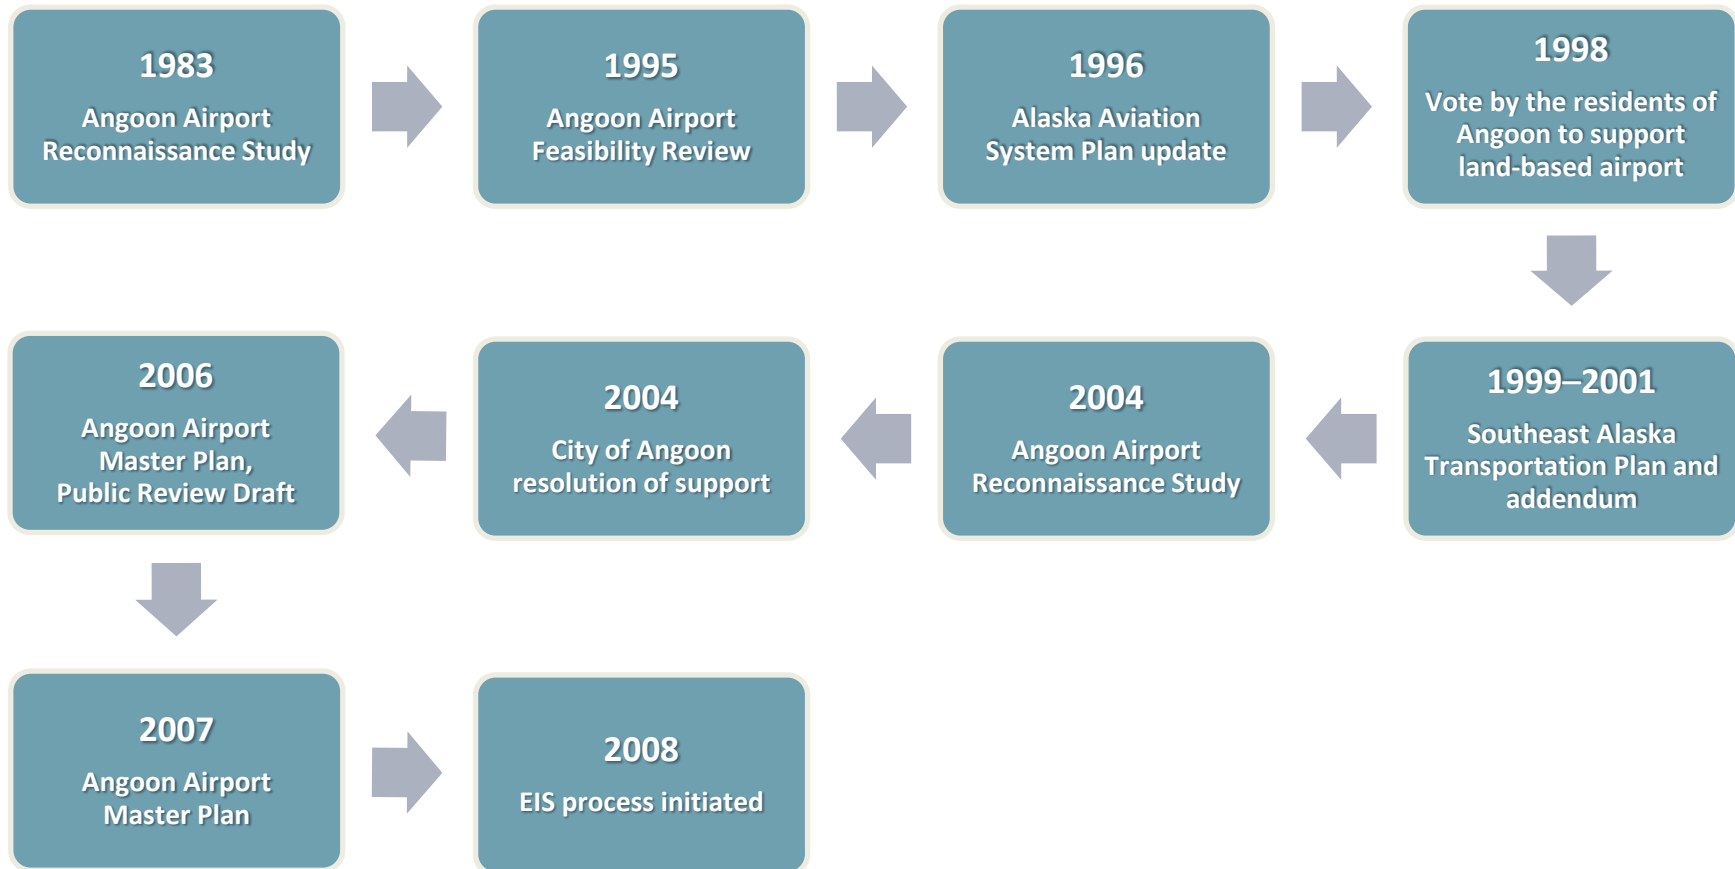 1983
Angoon Airport
Reconnaissance Study
1995
Angoon Airport
Feasibility Review
1996
Alaska Aviation
System Plan update
1998
Vote by the residents of
Angoon to support
land-based airport
1999–2001
Southeast Alaska
Transportation Plan and
addendum
2004
Angoon Airport
Reconnaissance Study
2004
City of Angoon
resolution of support
2006
Angoon Airport
Master Plan,
Public Review Draft
2007
Angoon Airport
Master Plan
2008
EIS process initiated